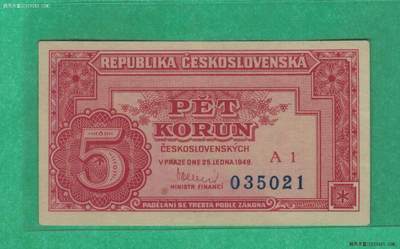 REPUBLIKA ČESKOSLOVENSKÁ
PĚT
KORUN
ČESKOSLOVENSKÝCH
V PRAZE DNE 25. LEDNA 1949.
A 1
5
MINISTR FINANCÍ
035021
PADĚLÁNÍ SE TRESTÁ PODLE ZÁKONA